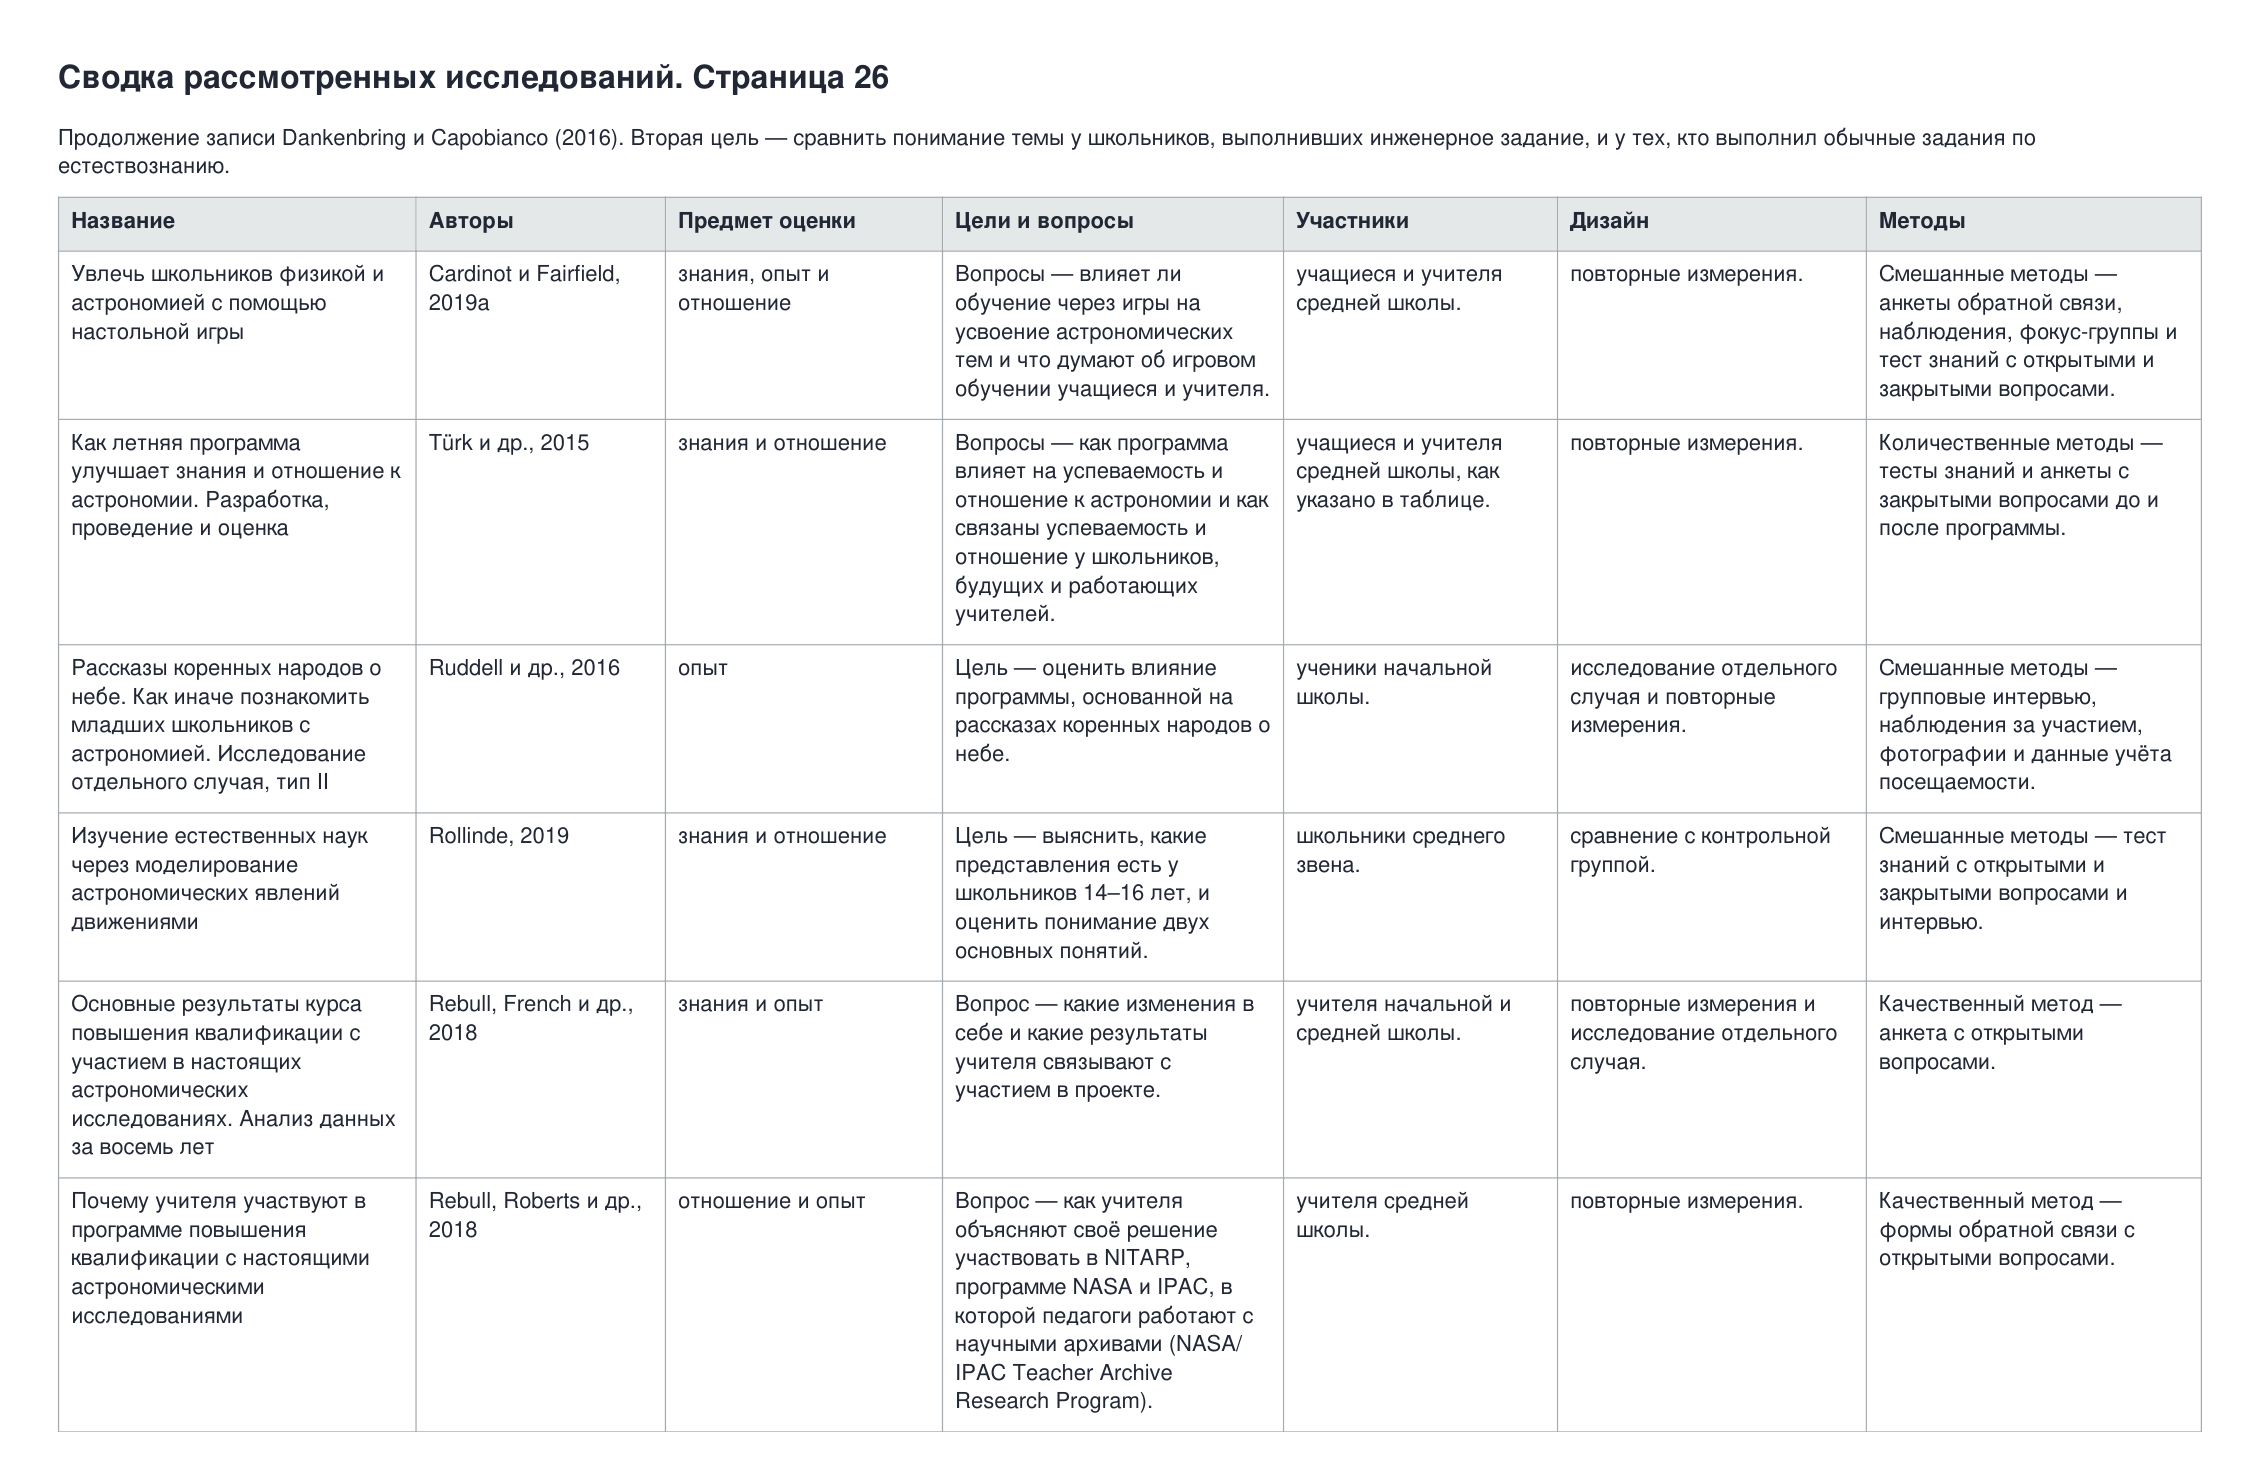 Сводка рассмотренных исследований. Страница 26
Продолжение записи Dankenbring и Capobianco (2016). Вторая цель — сравнить понимание темы у школьников, выполнивших инженерное задание, и у тех, кто выполнил обычные задания по
естествознанию.
Название
Авторы
Предмет оценки
Цели и вопросы
Участники
Дизайн
Методы
Увлечь школьников физикой и
астрономией с помощью
настольной игры
Cardinot и Fairfield,
2019a
знания, опыт и
отношение
Вопросы — влияет ли
обучение через игры на
усвоение астрономических
тем и что думают об игровом
обучении учащиеся и учителя.
учащиеся и учителя
средней школы.
повторные измерения.
Смешанные методы —
анкеты обратной связи,
наблюдения, фокус-группы и
тест знаний с открытыми и
закрытыми вопросами.
Как летняя программа
улучшает знания и отношение к
астрономии. Разработка,
проведение и оценка
Türk и др., 2015
знания и отношение
Вопросы — как программа
влияет на успеваемость и
отношение к астрономии и как
связаны успеваемость и
отношение у школьников,
будущих и работающих
учителей.
учащиеся и учителя
средней школы, как
указано в таблице.
повторные измерения.
Количественные методы —
тесты знаний и анкеты с
закрытыми вопросами до и
после программы.
Рассказы коренных народов о
небе. Как иначе познакомить
младших школьников с
астрономией. Исследование
отдельного случая, тип II
Ruddell и др., 2016
опыт
Цель — оценить влияние
программы, основанной на
рассказах коренных народов о
небе.
ученики начальной
школы.
исследование отдельного
случая и повторные
измерения.
Смешанные методы —
групповые интервью,
наблюдения за участием,
фотографии и данные учёта
посещаемости.
Изучение естественных наук
через моделирование
астрономических явлений
движениями
Rollinde, 2019
знания и отношение
Цель — выяснить, какие
представления есть у
школьников 14–16 лет, и
оценить понимание двух
основных понятий.
школьники среднего
звена.
сравнение с контрольной
группой.
Смешанные методы — тест
знаний с открытыми и
закрытыми вопросами и
интервью.
Основные результаты курса
повышения квалификации с
участием в настоящих
астрономических
исследованиях. Анализ данных
за восемь лет
Rebull, French и др.,
2018
знания и опыт
Вопрос — какие изменения в
себе и какие результаты
учителя связывают с
участием в проекте.
учителя начальной и
средней школы.
повторные измерения и
исследование отдельного
случая.
Качественный метод —
анкета с открытыми
вопросами.
Почему учителя участвуют в
программе повышения
квалификации с настоящими
астрономическими
исследованиями
Rebull, Roberts и др.,
2018
отношение и опыт
Вопрос — как учителя
объясняют своё решение
участвовать в NITARP,
программе NASA и IPAC, в
которой педагоги работают с
научными архивами (NASA/
IPAC Teacher Archive
Research Program).
учителя средней
школы.
повторные измерения.
Качественный метод —
формы обратной связи с
открытыми вопросами.